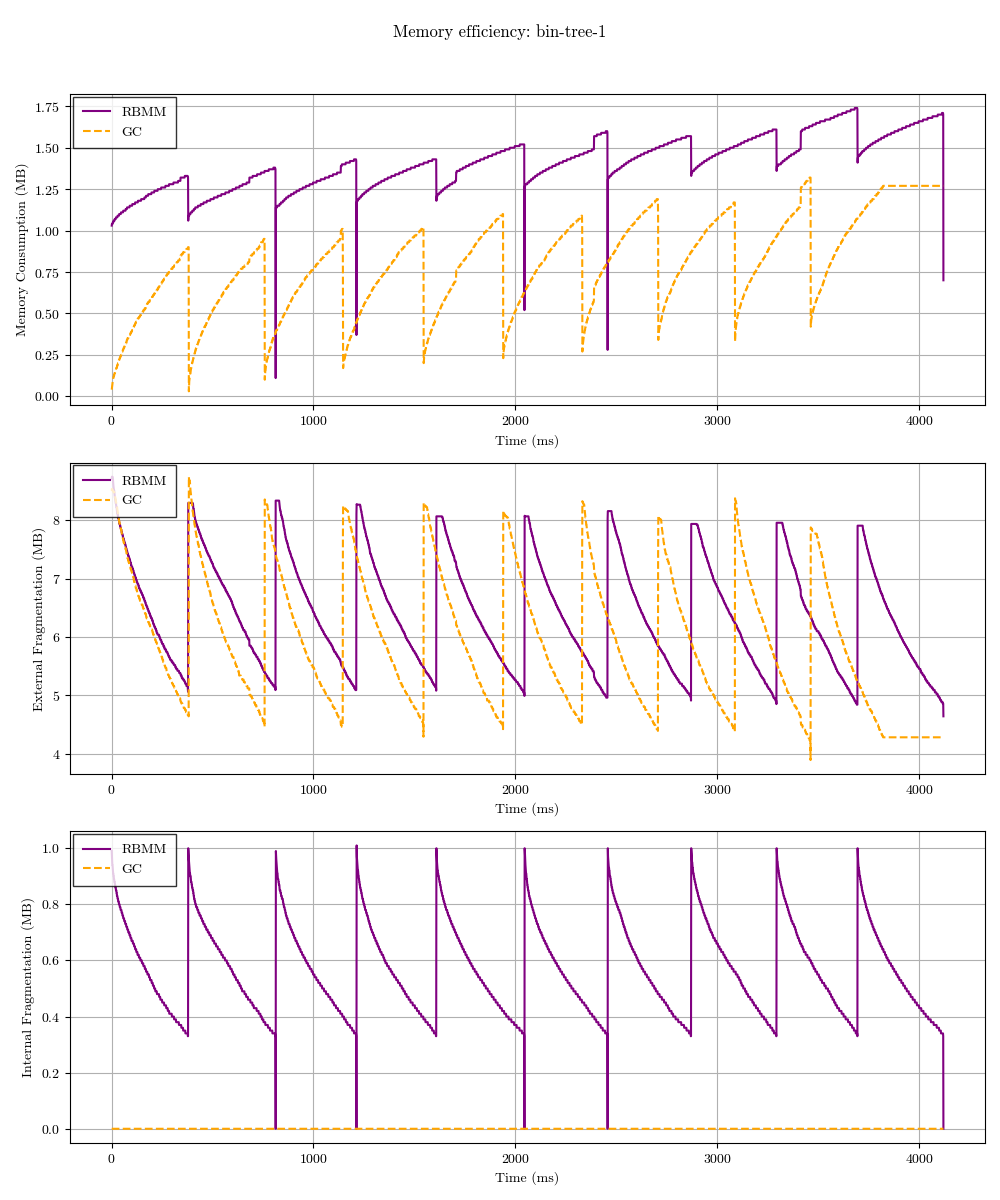 Memory efficiency: bin-tree-1
RBMM
GC
Memory Consumption (MB)
1.75
1.50
1.25
1.00
0.75
0.50
0.25
0.00
0 1000 2000 3000 4000
Time (ms)
RBMM
GC
External Fragmentation (MB)
8
7
6
5
4
0 1000 2000 3000 4000
Time (ms)
RBMM
GC
Internal Fragmentation (MB)
1.0
0.8
0.6
0.4
0.2
0.0
0 1000 2000 3000 4000
Time (ms)